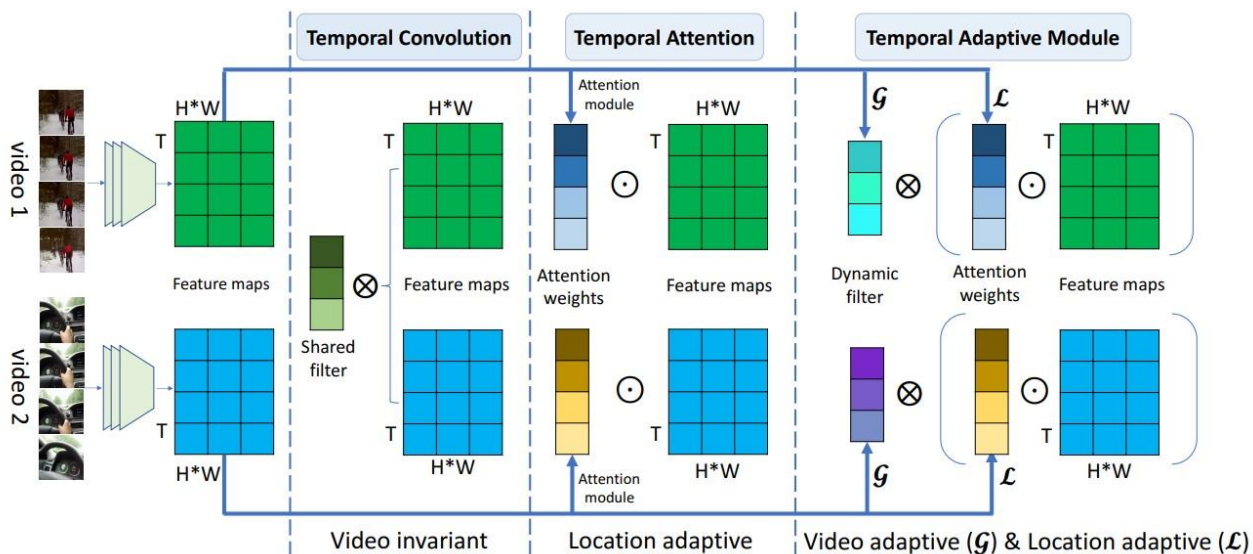 Temporal Convolution
Temporal Attention
Temporal Adaptive Module
video 1
H*W
T
Feature maps
Shared filter
⊗
H*W
T
Feature maps
Attention module
H*W
T
⊙
Attention weights
Feature maps
𝓖
𝓛
H*W
T
⊗
⊙
Dynamic filter
Attention weights
Feature maps
video 2
T
H*W
T
H*W
⊙
T
H*W
Attention module
⊗
⊙
T
H*W
𝓖
𝓛
Video invariant
Location adaptive
Video adaptive (𝓖) & Location adaptive (𝓛)